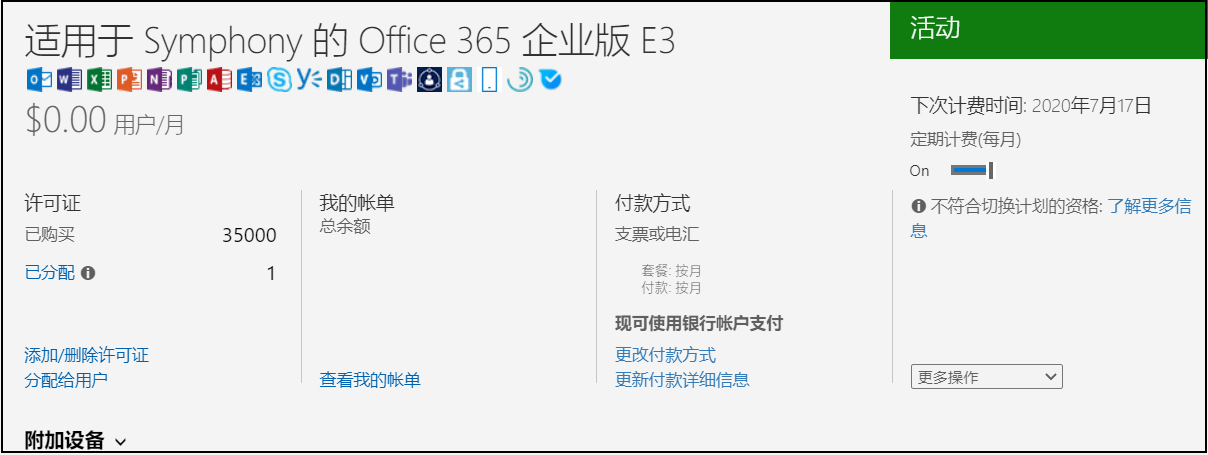 适用于 Symphony 的 Office 365 企业版 E3
$0.00 用户/月
活动
下次计费时间: 2020年7月17日
定期计费(每月)
On
不符合切换计划的资格: 了解更多信
息
更多操作
许可证
已购买 35000
已分配 1
添加/删除许可证
分配给用户
我的帐单
总余额
查看我的帐单
付款方式
支票或电汇
套餐: 按月
付款: 按月
现可使用银行帐户支付
更改付款方式
更新付款详细信息
附加设备